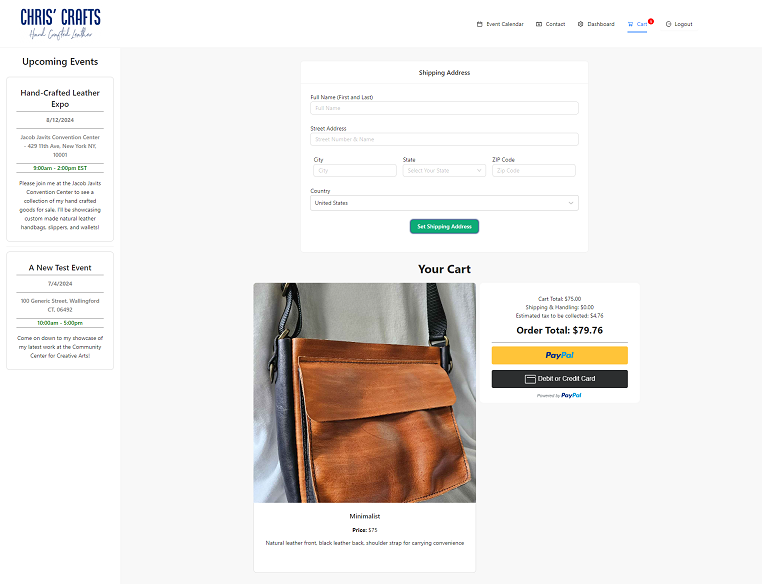 CHRIS' CRAFTS
Hand Crafted Leather
Event Calendar
Contact
Dashboard
Cart
Logout
Upcoming Events
Hand-Crafted Leather
Expo
8/12/2024
Jacob Javits Convention Center
- 429 11th Ave, New York NY,
10001
9:00am - 2:00pm EST
Please join me at the Jacob Javits
Convention Center to see a
collection of my hand crafted
goods for sale. I'll be showcasing
custom made natural leather
handbags, slippers, and wallets!
A New Test Event
7/4/2024
100 Generic Street, Wallingford
CT, 06492
10:00am - 5:00pm
Come on down to my showcase of
my latest work at the Community
Center for Creative Arts!
Shipping Address
Full Name (First and Last)
Full Name
Street Address
Street Number & Name
City
State
ZIP Code
City
Select Your State
Zip Code
Country
United States
Set Shipping Address
Your Cart
Cart Total: $75.00
Shipping & Handling: $0.00
Estimated tax to be collected: $4.76
Order Total: $79.76
PayPal
Debit or Credit Card
Powered by PayPal
Minimalist
Price: $75
Natural leather front, black leather back, shoulder strap for carrying convenience